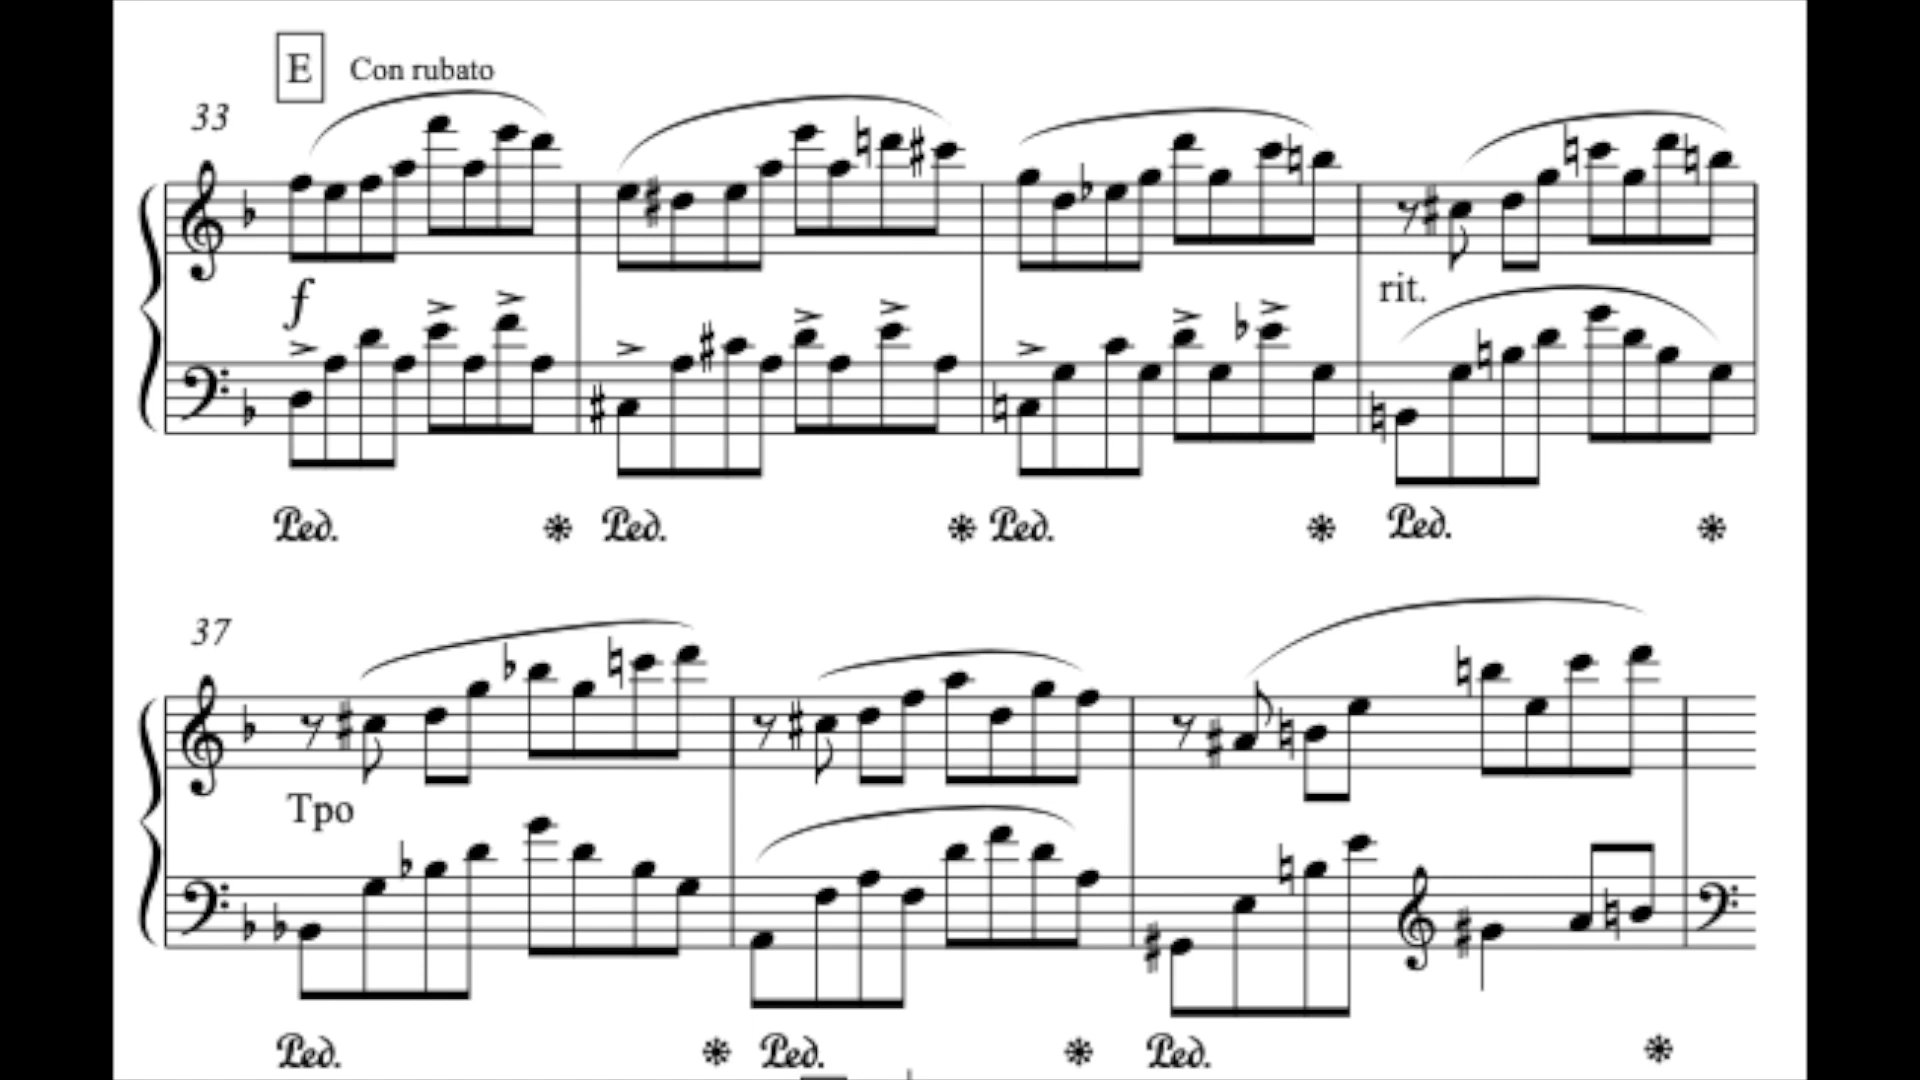 E Con rubato
33
f
rit.
Ped. Ped. Ped. Ped.
37
Tpo
Ped. Ped. Ped.